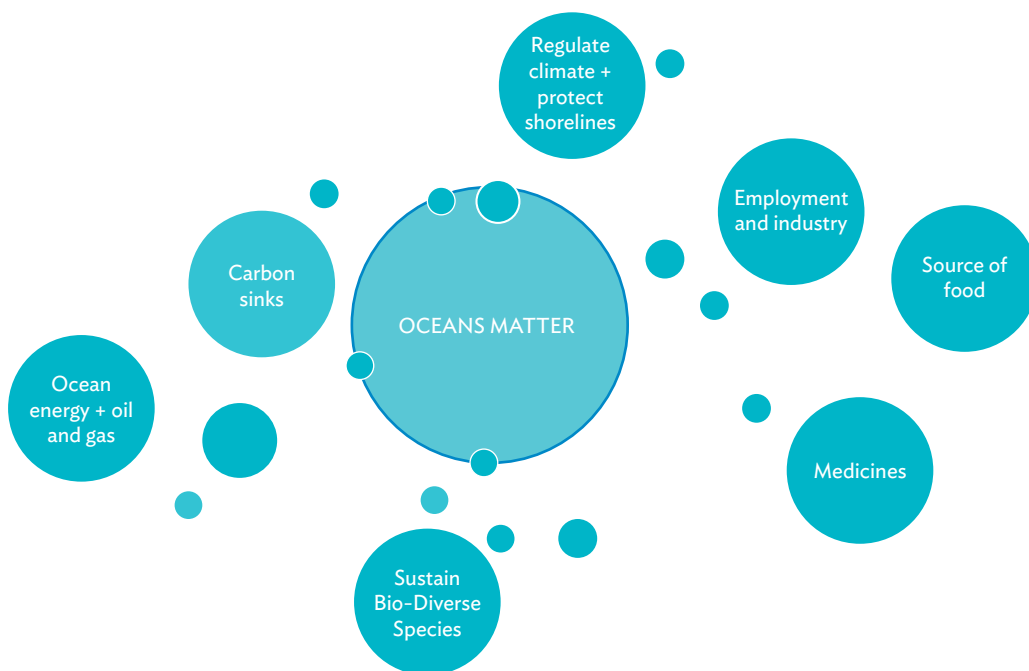 Regulate
climate +
protect
shorelines
Employment
and industry
Source of
food
Carbon
sinks
OCEANS MATTER
Ocean
energy + oil
and gas
Medicines
Sustain
Bio-Diverse
Species